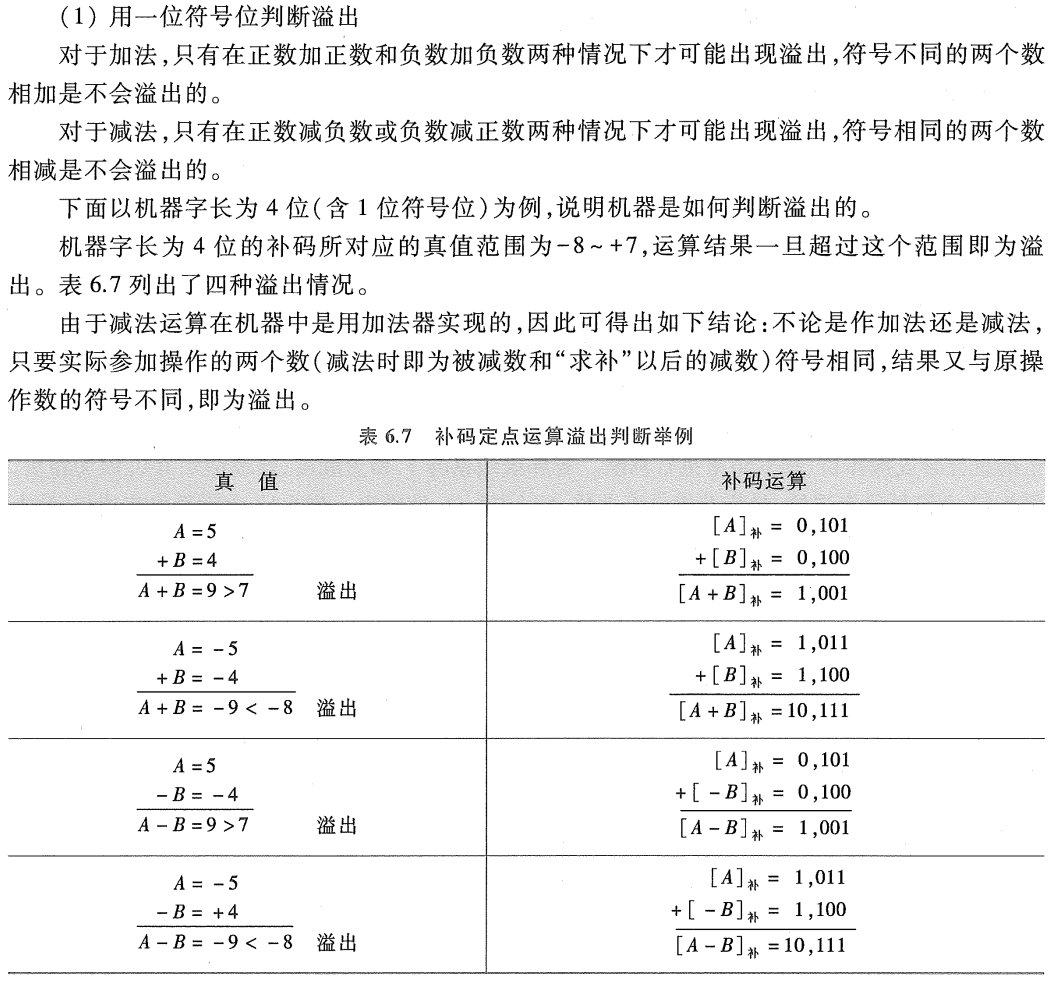 (1) 用一位符号位判断溢出
对于加法,只有在正数加正数和负数加负数两种情况下才可能出现溢出,符号不同的两个数
相加是不会溢出的。
对于减法,只有在正数减负数或负数减正数两种情况下才可能出现溢出,符号相同的两个数
相减是不会溢出的。
下面以机器字长为 4 位(含 1 位符号位)为例,说明机器是如何判断溢出的。
机器字长为 4 位的补码所对应的真值范围为-8~+7,运算结果一旦超过这个范围即为溢
出。表 6.7 列出了四种溢出情况。
由于减法运算在机器中是用加法器实现的,因此可得出如下结论:不论是作加法还是减法,
只要实际参加操作的两个数(减法时即为被减数和“求补”以后的减数)符号相同,结果又与原操
作数的符号不同,即为溢出。
表 6.7 补码定点运算溢出判断举例
真 值 补码运算
A = 5 [A]补 = 0,101
+B = 4 +[B]补 = 0,100
A+B=9>7 溢出 [A+B]补 = 1,001
A = -5 [A]补 = 1,011
+B = -4 +[B]补 = 1,100
A+B = -9 < -8 溢出 [A+B]补 =10,111
A = 5 [A]补 = 0,101
-B = -4 +[-B]补 = 0,100
A-B=9>7 溢出 [A-B]补 = 1,001
A = -5 [A]补 = 1,011
-B = +4 +[-B]补 = 1,100
A-B = -9 < -8 溢出 [A-B]补 =10,111